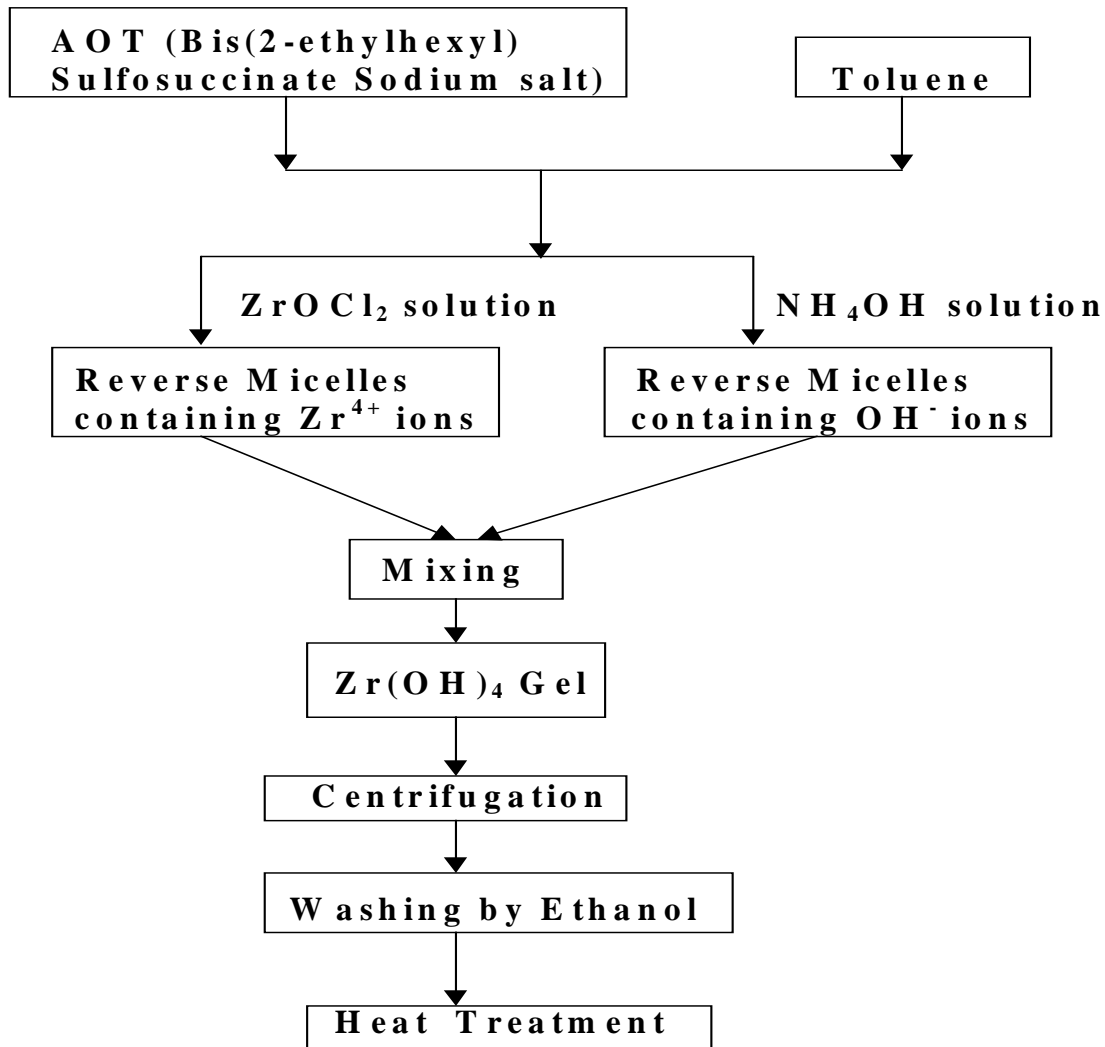 AOT (Bis(2-ethylhexyl)
Sulfosuccinate Sodium salt)
Toluene
ZrOCl₂ solution
NH₄OH solution
Reverse Micelles
containing Zr⁴⁺ ions
Reverse Micelles
containing OH⁻ ions
Mixing
Zr(OH)₄ Gel
Centrifugation
Washing by Ethanol
Heat Treatment